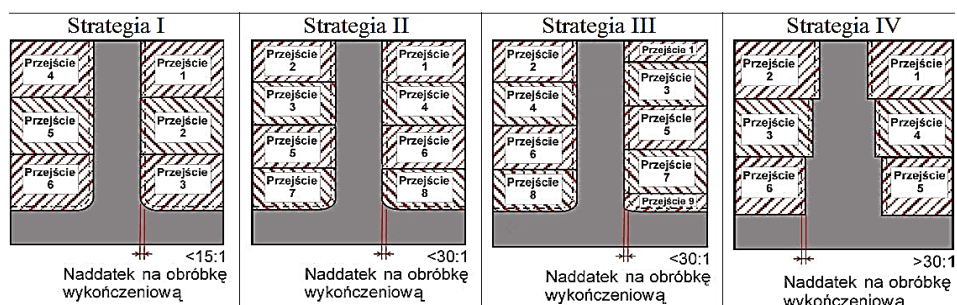 Strategia I
Przejście
4
Przejście
1
Przejście
5
Przejście
2
Przejście
6
Przejście
3
<15:1
Naddatek na obróbkę
wykończeniową
Strategia II
Przejście
2
Przejście
1
Przejście
3
Przejście
4
Przejście
5
Przejście
6
Przejście
7
Przejście
8
<30:1
Naddatek na obróbkę
wykończeniową
Strategia III
Przejście
2
Przejście 1
Przejście
3
Przejście
4
Przejście
5
Przejście
6
Przejście
7
Przejście
8
Przejście 9
<30:1
Naddatek na obróbkę
wykończeniową
Strategia IV
Przejście
2
Przejście
1
Przejście
3
Przejście
4
Przejście
6
Przejście
5
>30:1
Naddatek na obróbkę
wykończeniową